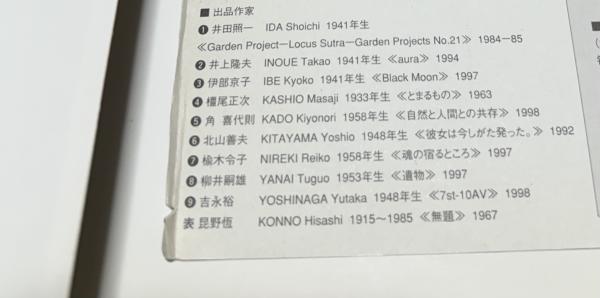 ■ 出品作家
❶ 井田照一 IDA Shoichi 1941年生
≪Garden Project—Locus Sutra—Garden Projects No.21≫ 1984—85
❷ 井上隆夫 INOUE Takao 1941年生 ≪aura≫ 1994
❸ 伊部京子 IBE Kyoko 1941年生 ≪Black Moon≫ 1997
❹ 橿尾正次 KASHIO Masaji 1933年生 ≪とまるもの≫ 1963
❺ 角 喜代則 KADO Kiyonori 1958年生 ≪自然と人間との共存≫ 1998
❻ 北山善夫 KITAYAMA Yoshio 1948年生 ≪彼女は今しがた発った。≫ 1992
❼ 楡木令子 NIREKI Reiko 1958年生 ≪魂の宿るところ≫ 1997
❽ 柳井嗣雄 YANAI Tuguo 1953年生 ≪遺物≫ 1997
❾ 吉永裕 YOSHINAGA Yutaka 1948年生 ≪7st-10AV≫ 1998
表 昆野恆 KONNO Hisashi 1915〜1985 ≪無題≫ 1967